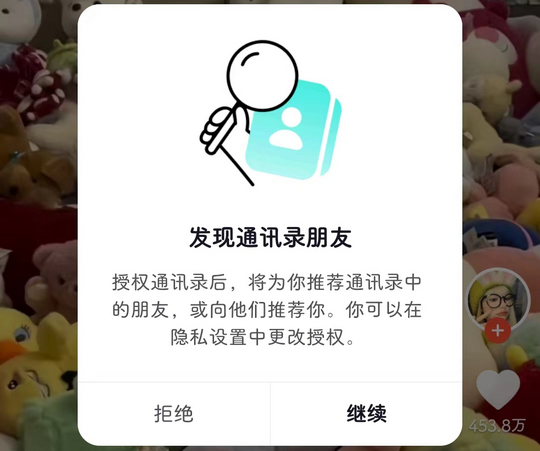 发现通讯录朋友
授权通讯录后，将为你推荐通讯录中
的朋友，或向他们推荐你。你可以在
隐私设置中更改授权。
拒绝
继续
453.8万